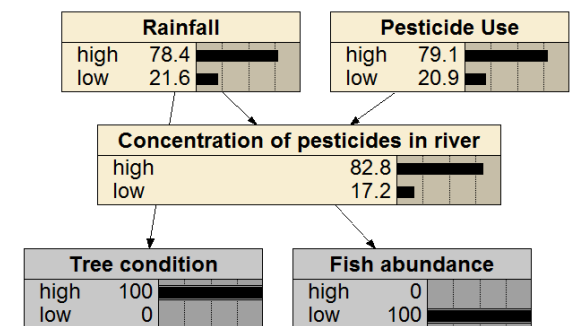 Rainfall
high 78.4
low 21.6
Pesticide Use
high 79.1
low 20.9
Concentration of pesticides in river
high 82.8
low 17.2
Tree condition
high 100
low 0
Fish abundance
high 0
low 100